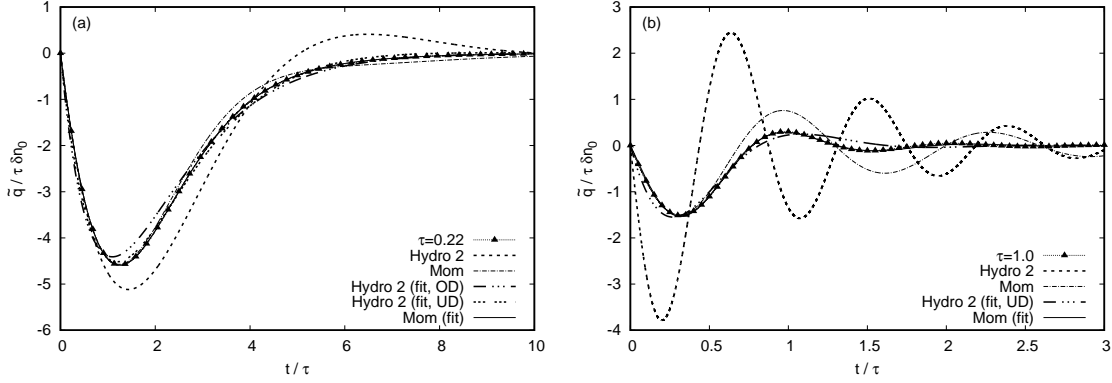 (a)
1
0
-1
-2
-3
-4
-5
-6
q̃ / τ δn₀
τ=0.22
Hydro 2
Mom
Hydro 2 (fit, OD)
Hydro 2 (fit, UD)
Mom (fit)
0 2 4 6 8 10
t / τ
(b)
3
2
1
0
-1
-2
-3
-4
q̃ / τ δn₀
τ=1.0
Hydro 2
Mom
Hydro 2 (fit, UD)
Mom (fit)
0 0.5 1 1.5 2 2.5 3
t / τ